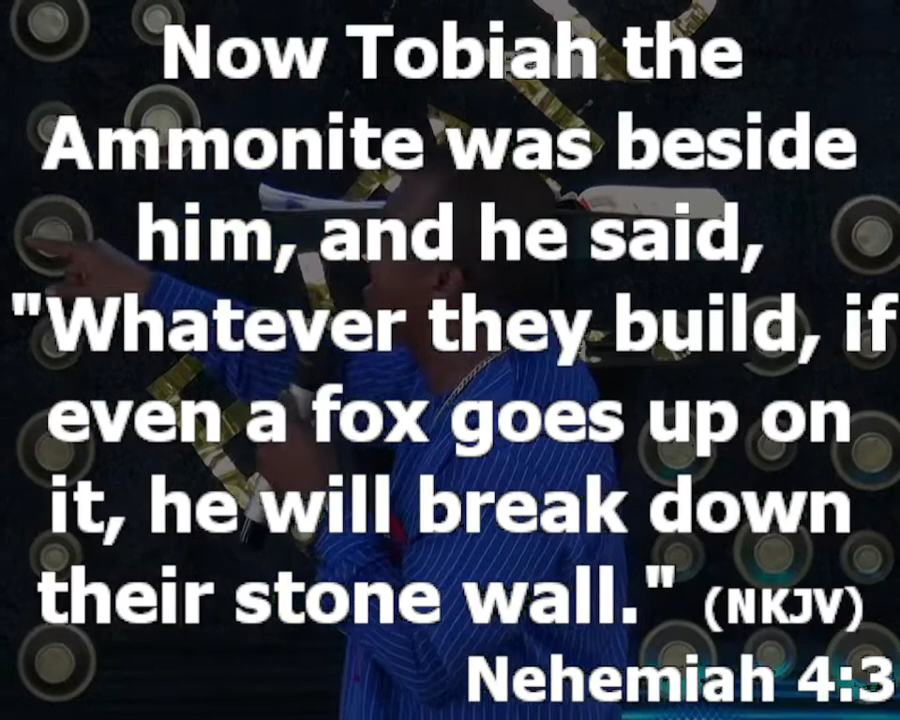 Now Tobiah the
Ammonite was beside
him, and he said,
"Whatever they build, if
even a fox goes up on
it, he will break down
their stone wall." (NKJV)
Nehemiah 4:3